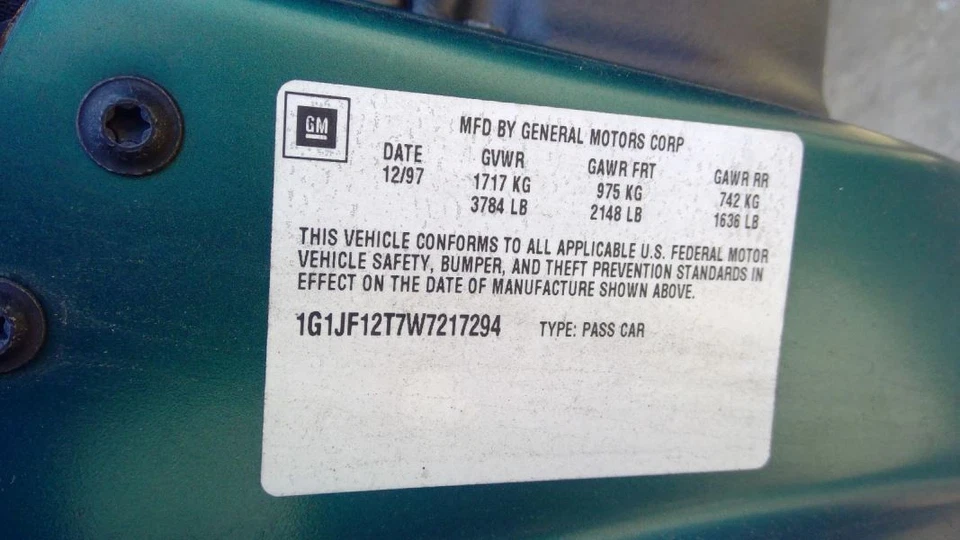 GM
MFD BY GENERAL MOTORS CORP
DATE GVWR GAWR FRT GAWR RR
12/97 1717 KG 975 KG 742 KG
3784 LB 2148 LB 1636 LB
THIS VEHICLE CONFORMS TO ALL APPLICABLE U.S. FEDERAL MOTOR
VEHICLE SAFETY, BUMPER, AND THEFT PREVENTION STANDARDS IN
EFFECT ON THE DATE OF MANUFACTURE SHOWN ABOVE.
1G1JF12T7W7217294 TYPE: PASS CAR